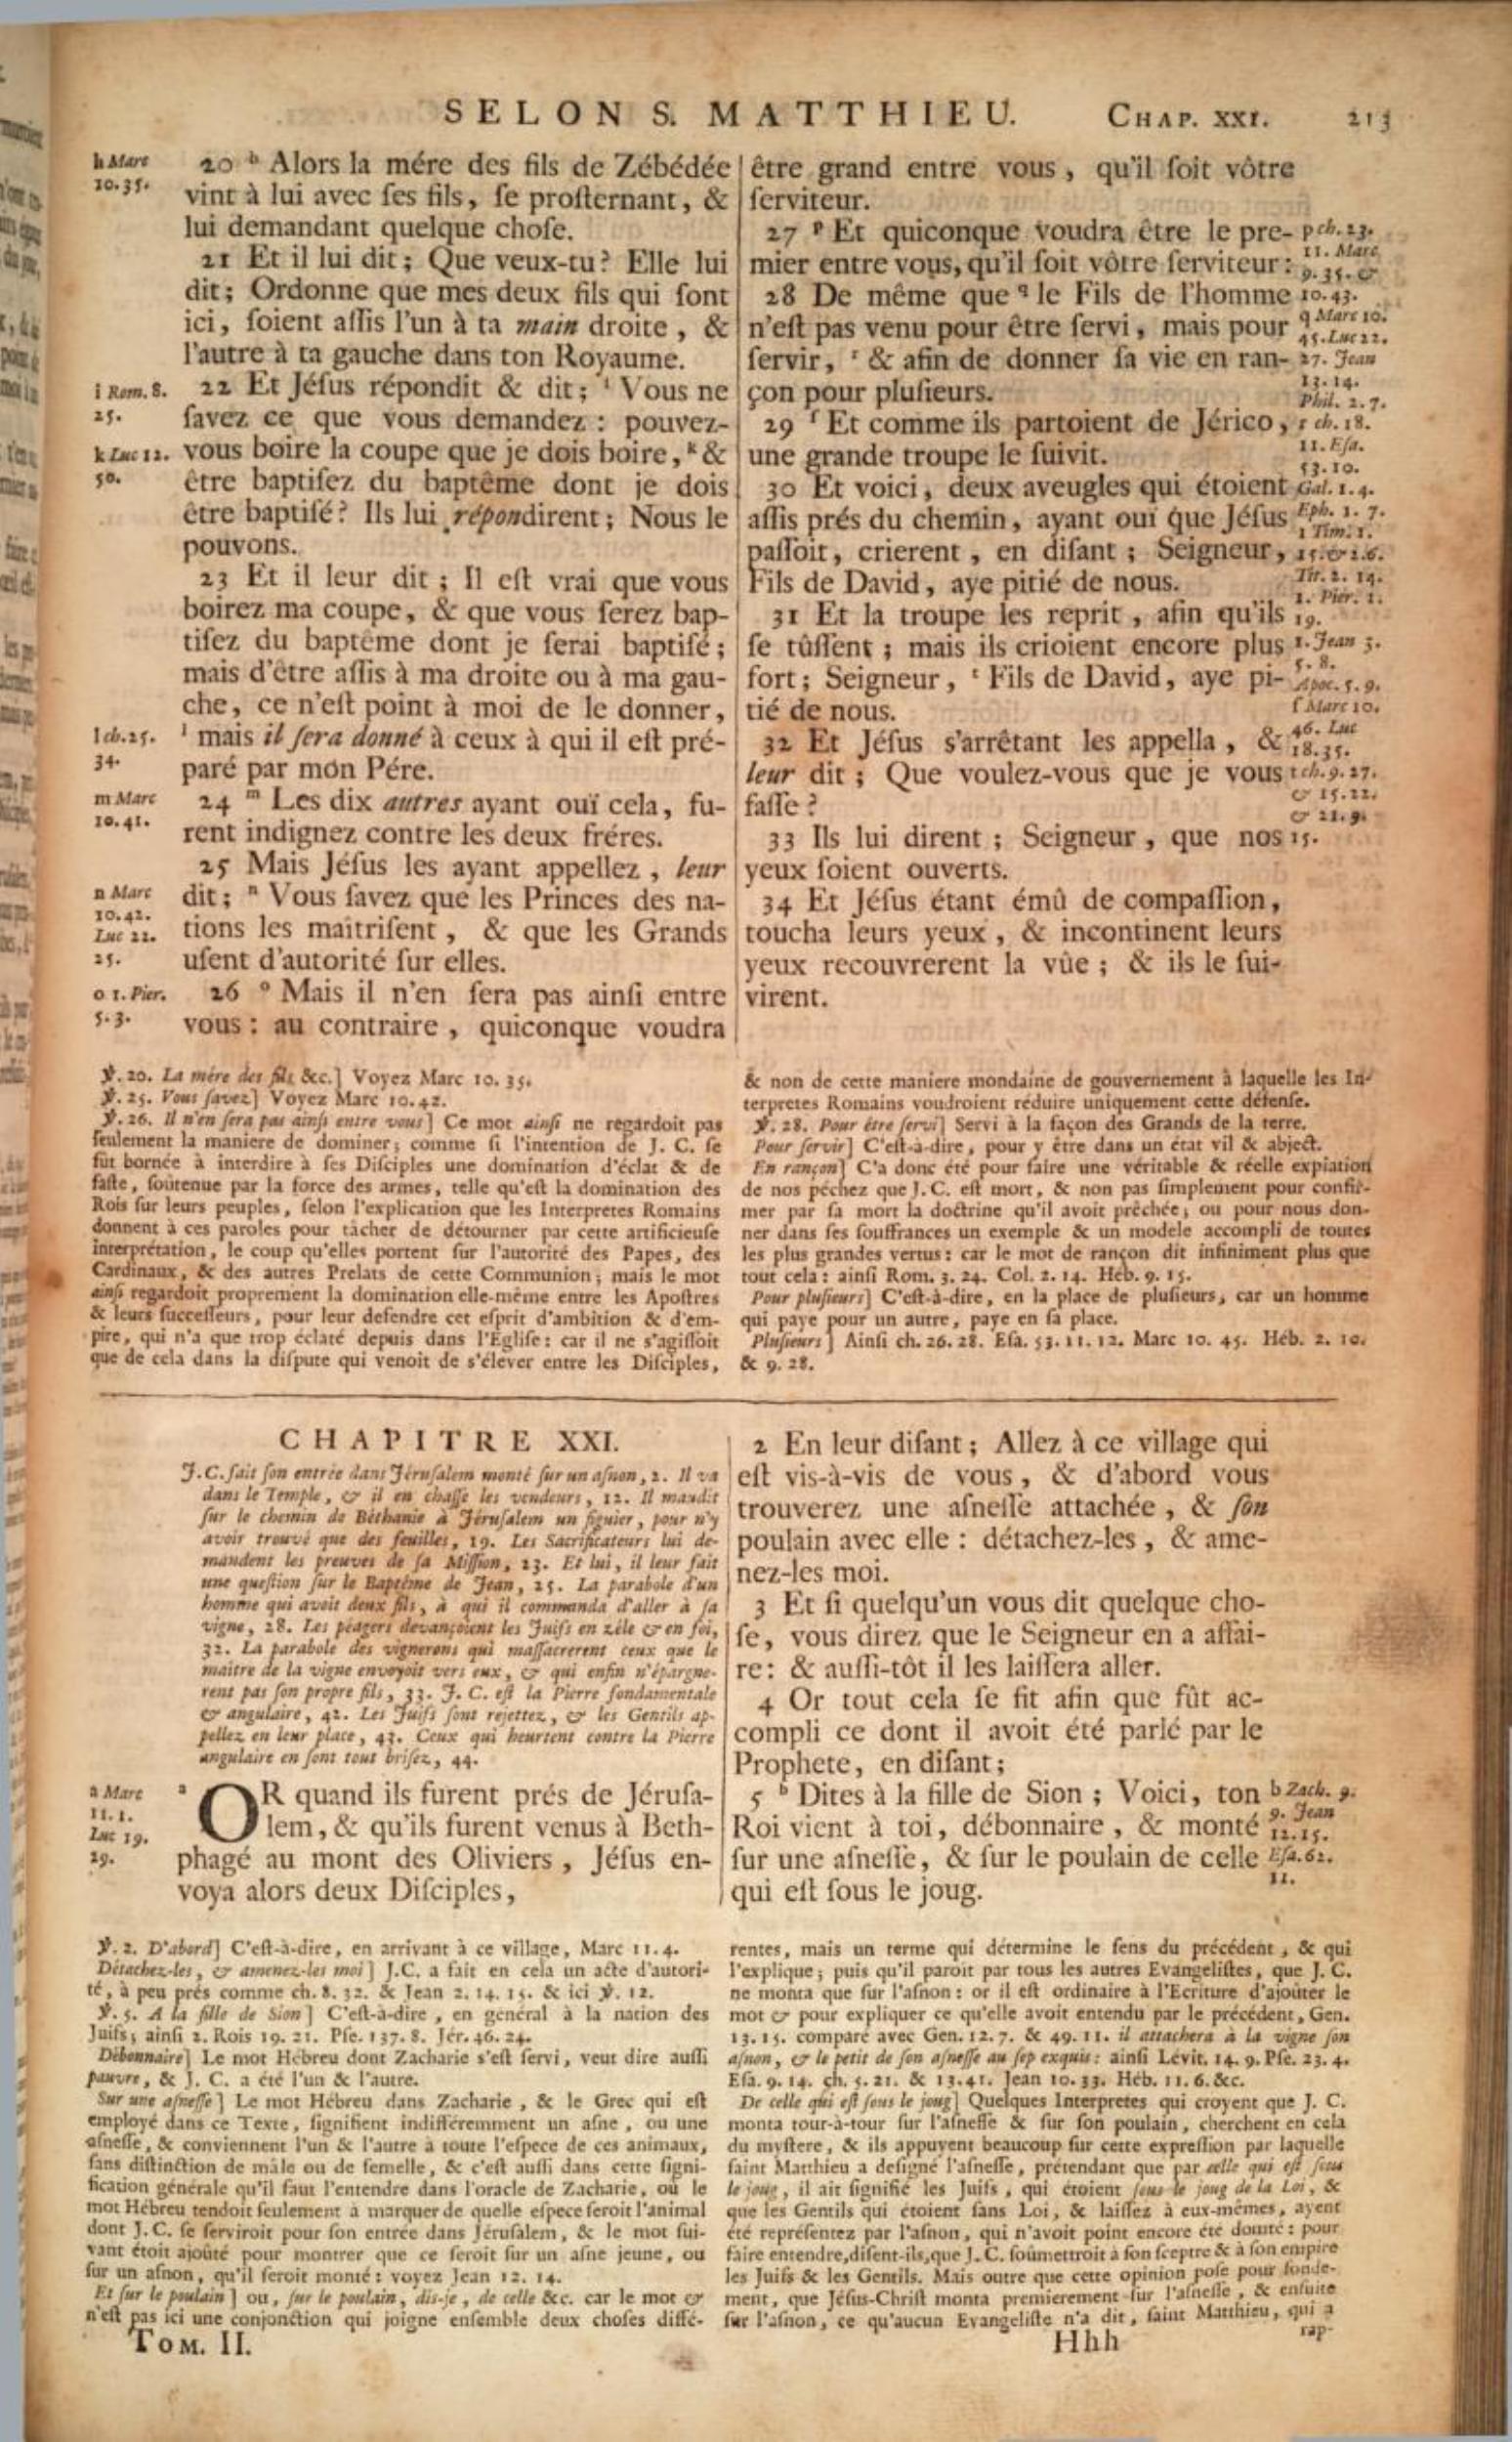 SELON S. MATTHIEU. CHAP. XXI. 213
h Marc
10.35.
20 h Alors la mére des fils de Zébédée
vint à lui avec ſes fils, ſe proſternant, &
lui demandant quelque choſe.
21 Et il lui dit; Que veux-tu? Elle lui
dit; Ordonne que mes deux fils qui ſont
ici, ſoient aſſis l'un à ta main droite, &
l'autre à ta gauche dans ton Royaume.
i Rom. 8.
25.
22 Et Jéſus répondit & dit; i Vous ne
ſavez ce que vous demandez: pouvez-
k Luc 12.
50.
vous boire la coupe que je dois boire, k &
être baptiſez du baptême dont je dois
être baptiſé? Ils lui répondirent; Nous le
pouvons.
23 Et il leur dit; Il eſt vrai que vous
boirez ma coupe, & que vous ſerez bap-
tiſez du baptême dont je ſerai baptiſé;
mais d'être aſſis à ma droite ou à ma gau-
che, ce n'eſt point à moi de le donner,
l ch.25.
34.
l mais il ſera donné à ceux à qui il eſt pré-
paré par mon Pére.
m Marc
10.41.
24 m Les dix autres ayant ouï cela, fu-
rent indignez contre les deux fréres.
25 Mais Jéſus les ayant appellez, leur
n Marc
10.42.
Luc 22.
25.
dit; n Vous ſavez que les Princes des na-
tions les maitriſent, & que les Grands
uſent d'autorité ſur elles.
o 1. Pier.
5.3.
26 o Mais il n'en ſera pas ainſi entre
vous: au contraire, quiconque voudra
être grand entre vous, qu'il ſoit vôtre
ſerviteur.
27 p Et quiconque voudra être le pre-
mier entre vous, qu'il ſoit vôtre ſerviteur:
28 De même que q le Fils de l'homme
n'eſt pas venu pour être ſervi, mais pour
ſervir, r & afin de donner ſa vie en ran-
çon pour pluſieurs.
29 ſ Et comme ils partoient de Jérico,
une grande troupe le ſuivit.
30 Et voici, deux aveugles qui étoient
aſſis prés du chemin, ayant ouï que Jéſus
paſſoit, crierent, en diſant; Seigneur,
Fils de David, aye pitié de nous.
31 Et la troupe les reprit, afin qu'ils
ſe tûſſent; mais ils crioient encore plus
fort; Seigneur, t Fils de David, aye pi-
tié de nous.
32 Et Jéſus s'arrêtant les appella, &
leur dit; Que voulez-vous que je vous
faſſe?
33 Ils lui dirent; Seigneur, que nos
yeux ſoient ouverts.
34 Et Jéſus étant émû de compaſſion,
toucha leurs yeux, & incontinent leurs
yeux recouvrerent la vûe; & ils le ſui-
virent.
p ch. 23.
11. Marc
9.35. &
10.43.
q Marc 10.
45. Luc 22.
27. Jean
13.14.
Phil. 2.7.
r ch. 18.
11. Eſa.
53.10.
Gal. 1.4.
Eph. 1.7.
1 Tim. 1.
15. & 2.6.
Tit. 2. 14.
1. Pier. 1.
19.
1. Jean 3.
5. 8.
Apoc. 5.9.
ſ Marc 10.
46. Luc
18.35.
t ch. 9.27.
& 15.22.
& 21.9.
15.
℣. 20. La mére des fils &c.] Voyez Marc 10.35.
℣. 25. Vous ſavez] Voyez Marc 10.42.
℣. 26. Il n'en ſera pas ainſi entre vous] Ce mot ainſi ne regardoit pas
ſeulement la maniere de dominer; comme ſi l'intention de J. C. ſe
fût bornée à interdire à ſes Diſciples une domination d'éclat & de
faſte, ſoûtenue par la force des armes, telle qu'eſt la domination des
Rois ſur leurs peuples, ſelon l'explication que les Interpretes Romains
donnent à ces paroles pour tâcher de détourner par cette artificieuſe
interprétation, le coup qu'elles portent ſur l'autorité des Papes, des
Cardinaux, & des autres Prelats de cette Communion; mais le mot
ainſi regardoit proprement la domination elle-même entre les Apoſtres
& leurs ſucceſſeurs, pour leur defendre cet eſprit d'ambition & d'em-
pire, qui n'a que trop éclaté depuis dans l'Egliſe: car il ne s'agiſſoit
que de cela dans la diſpute qui venoit de s'élever entre les Diſciples,
& non de cette maniere mondaine de gouvernement à laquelle les In-
terpretes Romains voudroient réduire uniquement cette défenſe.
℣. 28. Pour être ſervi] Servi à la façon des Grands de la terre.
Pour ſervir] C'eſt-à-dire, pour y être dans un état vil & abject.
En rançon] C'a donc été pour faire une véritable & réelle expiation
de nos péchez que J. C. eſt mort, & non pas ſimplement pour confir-
mer par ſa mort la doctrine qu'il avoit prêchée; ou pour nous don-
ner dans ſes ſouffrances un exemple & un modele accompli de toutes
les plus grandes vertus: car le mot de rançon dit infiniment plus que
tout cela: ainſi Rom. 3. 24. Col. 2. 14. Héb. 9. 15.
Pour pluſieurs] C'eſt-à-dire, en la place de pluſieurs, car un homme
qui paye pour un autre, paye en ſa place.
Pluſieurs] Ainſi ch. 26. 28. Eſa. 53. 11. 12. Marc 10. 45. Héb. 2. 10.
& 9. 28.
CHAPITRE XXI.
J. C. fait ſon entrée dans Jéruſalem monté ſur un aſnon, 2. Il va
dans le Temple, & il en chaſſe les vendeurs, 12. Il maudit
ſur le chemin de Béthanie à Jéruſalem un figuier, pour n'y
avoir trouvé que des feuilles, 19. Les Sacrificateurs lui de-
mandent les preuves de ſa Miſſion, 23. Et lui, il leur fait
une queſtion ſur le Baptême de Jean, 25. La parabole d'un
homme qui avoit deux fils, à qui il commanda d'aller à ſa
vigne, 28. Les péagers devançoient les Juifs en zéle & en foi,
32. La parabole des vignerons qui maſſacrerent ceux que le
maître de la vigne envoyoit vers eux, & qui enfin n'épargne-
rent pas ſon propre fils, 33. J. C. eſt la Pierre fondamentale
& angulaire, 42. Les Juifs ſont rejettez, & les Gentils ap-
pellez en leur place, 43. Ceux qui heurtent contre la Pierre
angulaire en ſont tout briſez, 44.
a Marc
11.1.
Luc 19.
29.
a OR quand ils furent prés de Jéruſa-
lem, & qu'ils furent venus à Beth-
phagé au mont des Oliviers, Jéſus en-
voya alors deux Diſciples,
2 En leur diſant; Allez à ce village qui
eſt vis-à-vis de vous, & d'abord vous
trouverez une aſneſſe attachée, & ſon
poulain avec elle: détachez-les, & ame-
nez-les moi.
3 Et ſi quelqu'un vous dit quelque cho-
ſe, vous direz que le Seigneur en a affai-
re: & auſſi-tôt il les laiſſera aller.
4 Or tout cela ſe fit afin que fût ac-
compli ce dont il avoit été parlé par le
Prophete, en diſant;
5 b Dites à la fille de Sion; Voici, ton
Roi vient à toi, débonnaire, & monté
ſur une aſneſſe, & ſur le poulain de celle
qui eſt ſous le joug.
b Zach. 9.
9. Jean
12.15.
Eſa. 62.
11.
℣. 2. D'abord] C'eſt-à-dire, en arrivant à ce village, Marc 11. 4.
Détachez-les, & amenez-les moi] J. C. a fait en cela un acte d'autori-
té, à peu prés comme ch. 8. 32. & Jean 2. 14. 15. & ici ℣. 12.
℣. 5. A la fille de Sion] C'eſt-à-dire, en général à la nation des
Juifs; ainſi 2. Rois 19. 21. Pſe. 137. 8. Jér. 46. 24.
Débonnaire] Le mot Hébreu dont Zacharie s'eſt ſervi, veut dire auſſi
pauvre, & J. C. a été l'un & l'autre.
Sur une aſneſſe] Le mot Hébreu dans Zacharie, & le Grec qui eſt
employé dans ce Texte, ſignifient indifféremment un aſne, ou une
aſneſſe, & conviennent l'un & l'autre à toute l'eſpece de ces animaux,
ſans diſtinction de mâle ou de femelle, & c'eſt auſſi dans cette ſigni-
fication générale qu'il faut l'entendre dans l'oracle de Zacharie, où le
mot Hébreu tendoit ſeulement à marquer de quelle eſpece ſeroit l'animal
dont J. C. ſe ſerviroit pour ſon entrée dans Jéruſalem, & le mot ſui-
vant étoit ajoûté pour montrer que ce ſeroit ſur un aſne jeune, ou
ſur un aſnon, qu'il ſeroit monté: voyez Jean 12. 14.
Et ſur le poulain] ou, ſur le poulain, dis-je, de celle &c. car le mot &
n'eſt pas ici une conjonction qui joigne enſemble deux choſes diffé-
rentes, mais un terme qui détermine le ſens du précédent, & qui
l'explique; puis qu'il paroit par tous les autres Evangeliſtes, que J. C.
ne monta que ſur l'aſnon: or il eſt ordinaire à l'Ecriture d'ajoûter le
mot & pour expliquer ce qu'elle avoit entendu par le précédent, Gen.
13. 15. comparé avec Gen. 12. 7. & 49. 11. il attachera à la vigne ſon
aſnon, & le petit de ſon aſneſſe au ſep exquis: ainſi Lévit. 14. 9. Pſe. 23. 4.
Eſa. 9. 14. ch. 5. 21. & 13. 41. Jean 10. 33. Héb. 11. 6. &c.
De celle qui eſt ſous le joug] Quelques Interpretes qui croyent que J. C.
monta tour-à-tour ſur l'aſneſſe & ſur ſon poulain, cherchent en cela
du myſtere, & ils appuyent beaucoup ſur cette expreſſion par laquelle
ſaint Matthieu a deſigné l'aſneſſe, prétendant que par celle qui eſt ſous
le joug, il ait ſignifié les Juifs, qui étoient ſous le joug de la Loi, &
que les Gentils qui étoient ſans Loi, & laiſſez à eux-mêmes, ayent
été repréſentez par l'aſnon, qui n'avoit point encore été domté: pour
faire entendre, diſent-ils, que J. C. ſoûmettroit à ſon ſceptre & à ſon empire
les Juifs & les Gentils. Mais outre que cette opinion poſe pour fonde-
ment, que Jéſus-Chriſt monta premierement ſur l'aſneſſe, & enſuite
ſur l'aſnon, ce qu'aucun Evangeliſte n'a dit, ſaint Matthieu, qui a
TOM. II. Hhh rap-